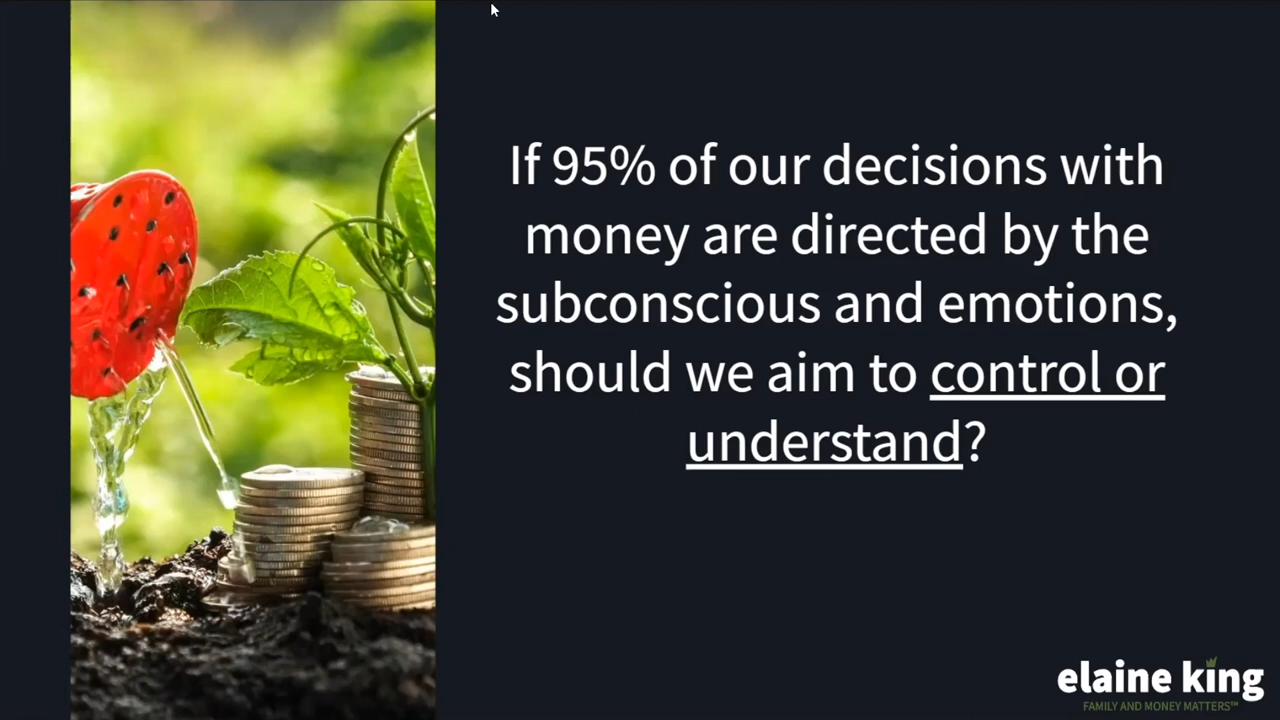 If 95% of our decisions with
money are directed by the
subconscious and emotions,
should we aim to control or
understand?
elaine king
FAMILY AND MONEY MATTERS™